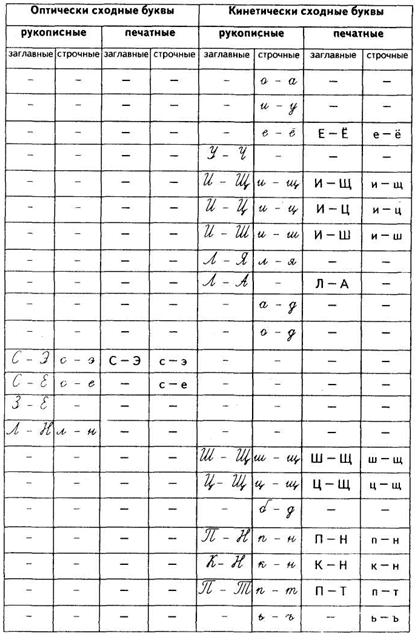 Оптически сходные буквы Кинетически сходные буквы
рукописные печатные рукописные печатные
заглавные строчные заглавные строчные заглавные строчные заглавные строчные
– – – – – о – а – –
– – – – – и – у – –
– – – – – е – ё Е – Ё е – ё
– – – – У – Ч – – –
– – – – И – Щ и – щ И – Щ и – щ
– – – – И – Ц и – ц И – Ц и – ц
– – – – И – Ш и – ш И – Ш и – ш
– – – – Л – Я л – я – –
– – – – Л – А – Л – А –
– – – – – а – д – –
– – – – – о – д – –
С – Э с – э С – Э с – э – – – –
С – Е с – е – с – е – – – –
З – Е – – – – – – –
Л – Н л – н – – – – – –
– – – – Ш – Щ ш – щ Ш – Щ ш – щ
– – – – Ц – Щ ц – щ Ц – Щ ц – щ
– – – – – б – д – –
– – – – П – Н п – н П – Н п – н
– – – – К – Н к – н К – Н к – н
– – – – П – Т п – т П – Т п – т
– – – – – ь – ъ – ь – ъ